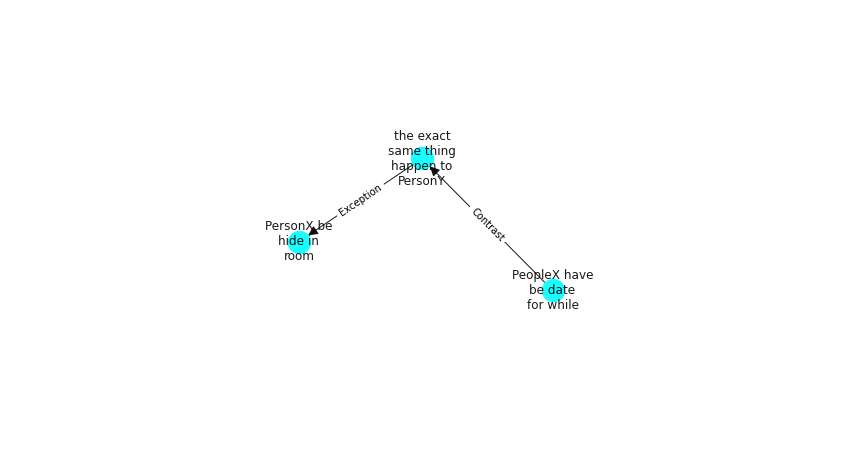 the exact
same thing
happen to
PersonY
Exception
PersonX be
hide in
room
Contrast
PeopleX have
be date
for while